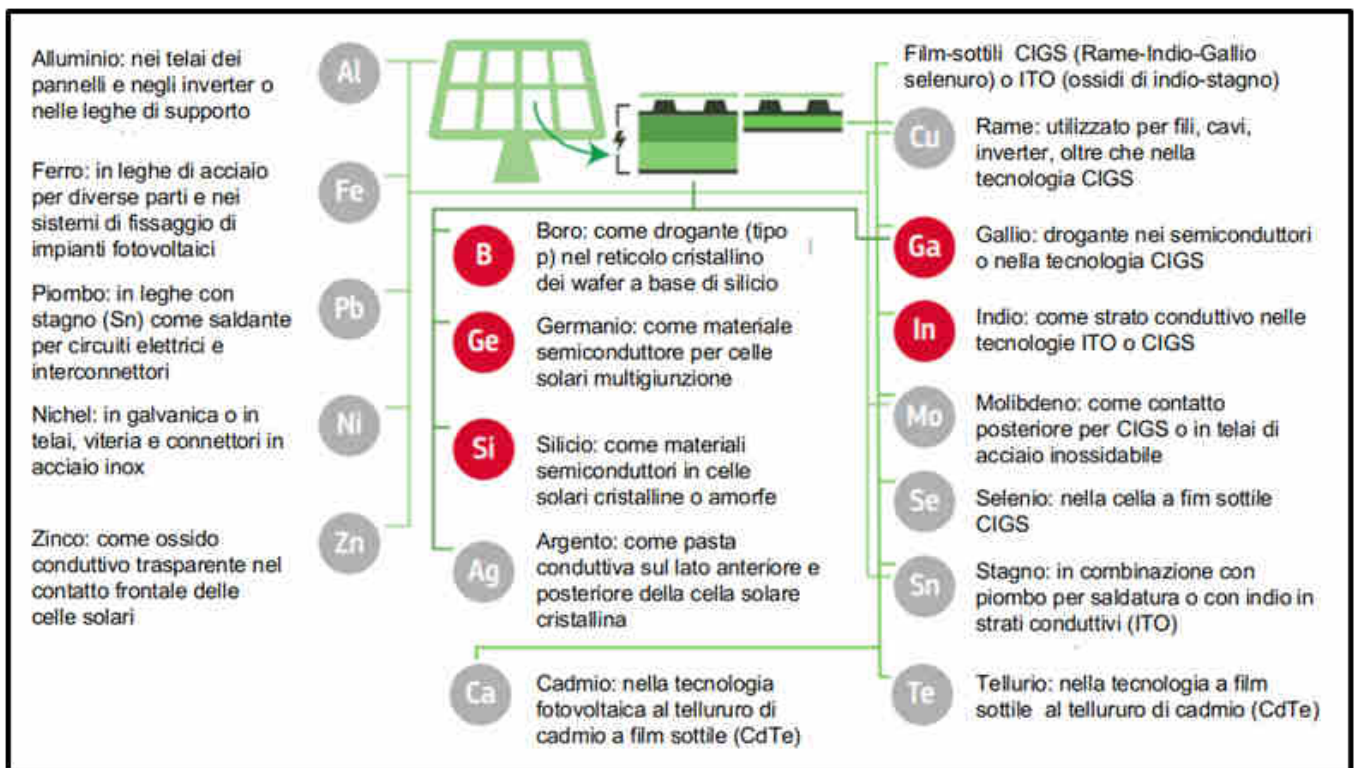 Alluminio: nei telai dei
pannelli e negli inverter o
nelle leghe di supporto
Al
Ferro: in leghe di acciaio
per diverse parti e nei
sistemi di fissaggio di
impianti fotovoltaici
Fe
Piombo: in leghe con
stagno (Sn) come saldante
per circuiti elettrici e
interconnettori
Pb
Nichel: in galvanica o in
telai, viteria e connettori in
acciaio inox
Ni
Zinco: come ossido
conduttivo trasparente nel
contatto frontale delle
celle solari
Zn
B
Boro: come drogante (tipo
p) nel reticolo cristallino
dei wafer a base di silicio
Ge
Germanio: come materiale
semiconduttore per celle
solari multigiunzione
Si
Silicio: come materiali
semiconduttori in celle
solari cristalline o amorfe
Ag
Argento: come pasta
conduttiva sul lato anteriore e
posteriore della cella solare
cristallina
Ca
Cadmio: nella tecnologia
fotovoltaica al tellururo di
cadmio a film sottile (CdTe)
Film-sottili CIGS (Rame-Indio-Gallio
selenuro) o ITO (ossidi di indio-stagno)
Cu
Rame: utilizzato per fili, cavi,
inverter, oltre che nella
tecnologia CIGS
Ga
Gallio: drogante nei semiconduttori
o nella tecnologia CIGS
In
Indio: come strato conduttivo nelle
tecnologie ITO o CIGS
Mo
Molibdeno: come contatto
posteriore per CIGS o in telai di
acciaio inossidabile
Se
Selenio: nella cella a fim sottile
CIGS
Sn
Stagno: in combinazione con
piombo per saldatura o con indio in
strati conduttivi (ITO)
Te
Tellurio: nella tecnologia a film
sottile al tellururo di cadmio (CdTe)